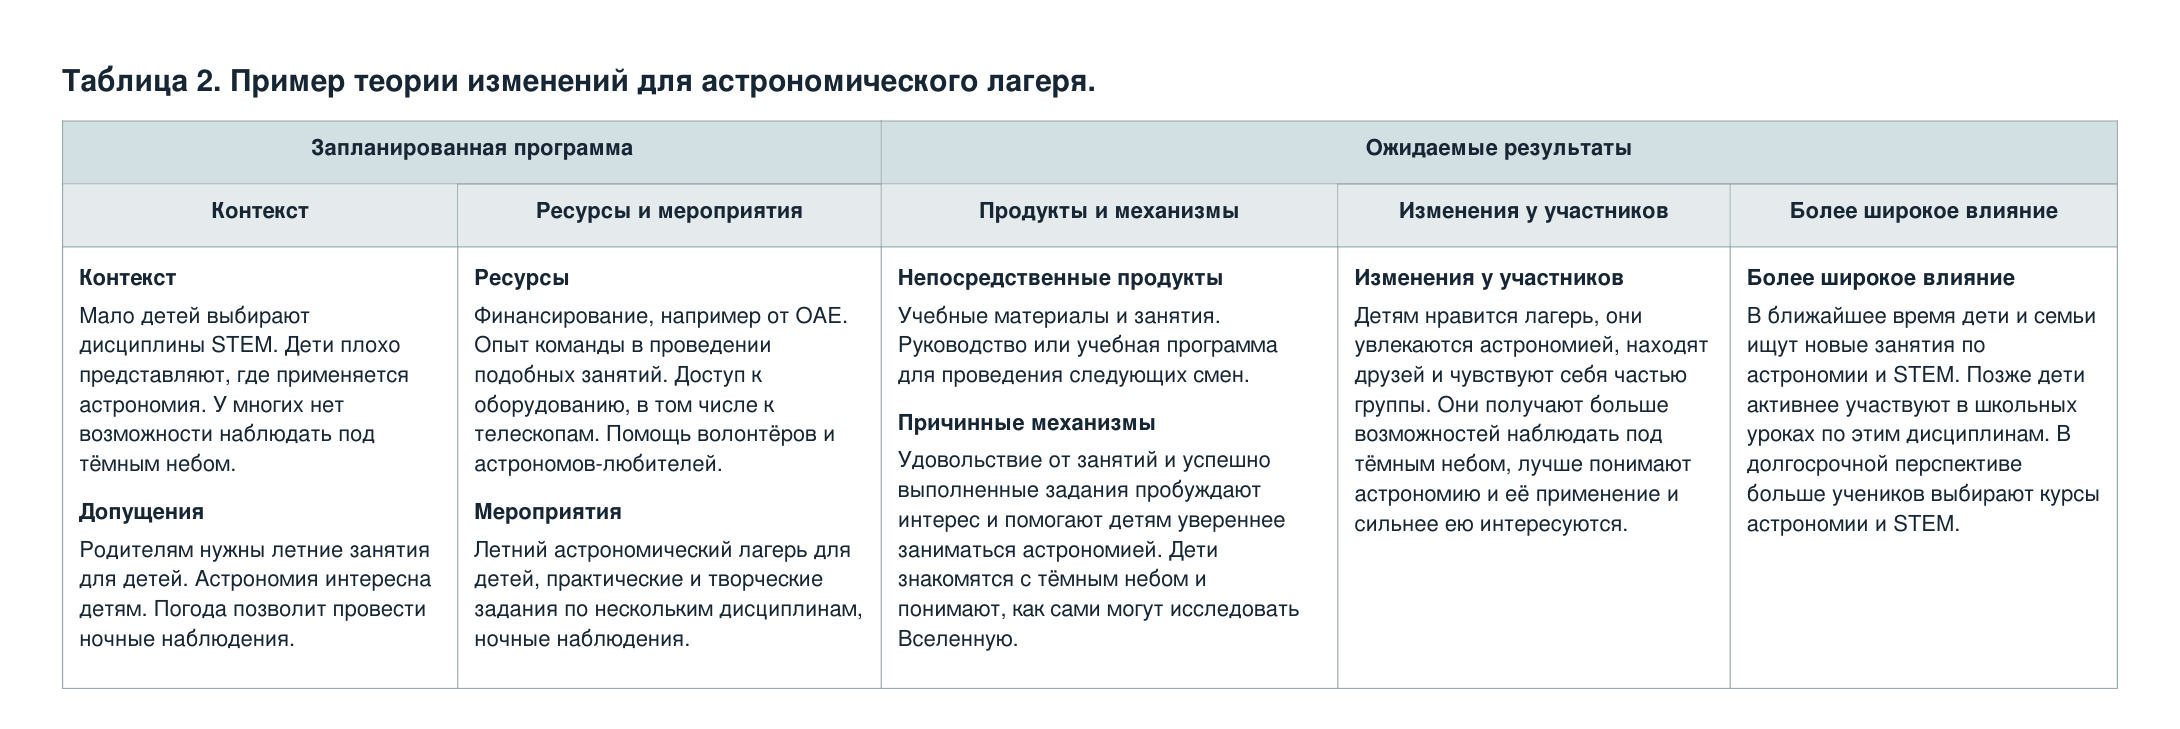 Таблица 2. Пример теории изменений для астрономического лагеря.
Запланированная программа
Ожидаемые результаты
Контекст
Ресурсы и мероприятия
Продукты и механизмы
Изменения у участников
Более широкое влияние
Контекст
Мало детей выбирают
дисциплины STEM. Дети плохо
представляют, где применяется
астрономия. У многих нет
возможности наблюдать под
тёмным небом.
Допущения
Родителям нужны летние занятия
для детей. Астрономия интересна
детям. Погода позволит провести
ночные наблюдения.
Ресурсы
Финансирование, например от OAE.
Опыт команды в проведении
подобных занятий. Доступ к
оборудованию, в том числе к
телескопам. Помощь волонтёров и
астрономов-любителей.
Мероприятия
Летний астрономический лагерь для
детей, практические и творческие
задания по нескольким дисциплинам,
ночные наблюдения.
Непосредственные продукты
Учебные материалы и занятия.
Руководство или учебная программа
для проведения следующих смен.
Причинные механизмы
Удовольствие от занятий и успешно
выполненные задания пробуждают
интерес и помогают детям увереннее
заниматься астрономией. Дети
знакомятся с тёмным небом и
понимают, как сами могут исследовать
Вселенную.
Изменения у участников
Детям нравится лагерь, они
увлекаются астрономией, находят
друзей и чувствуют себя частью
группы. Они получают больше
возможностей наблюдать под
тёмным небом, лучше понимают
астрономию и её применение и
сильнее ею интересуются.
Более широкое влияние
В ближайшее время дети и семьи
ищут новые занятия по
астрономии и STEM. Позже дети
активнее участвуют в школьных
уроках по этим дисциплинам. В
долгосрочной перспективе
больше учеников выбирают курсы
астрономии и STEM.